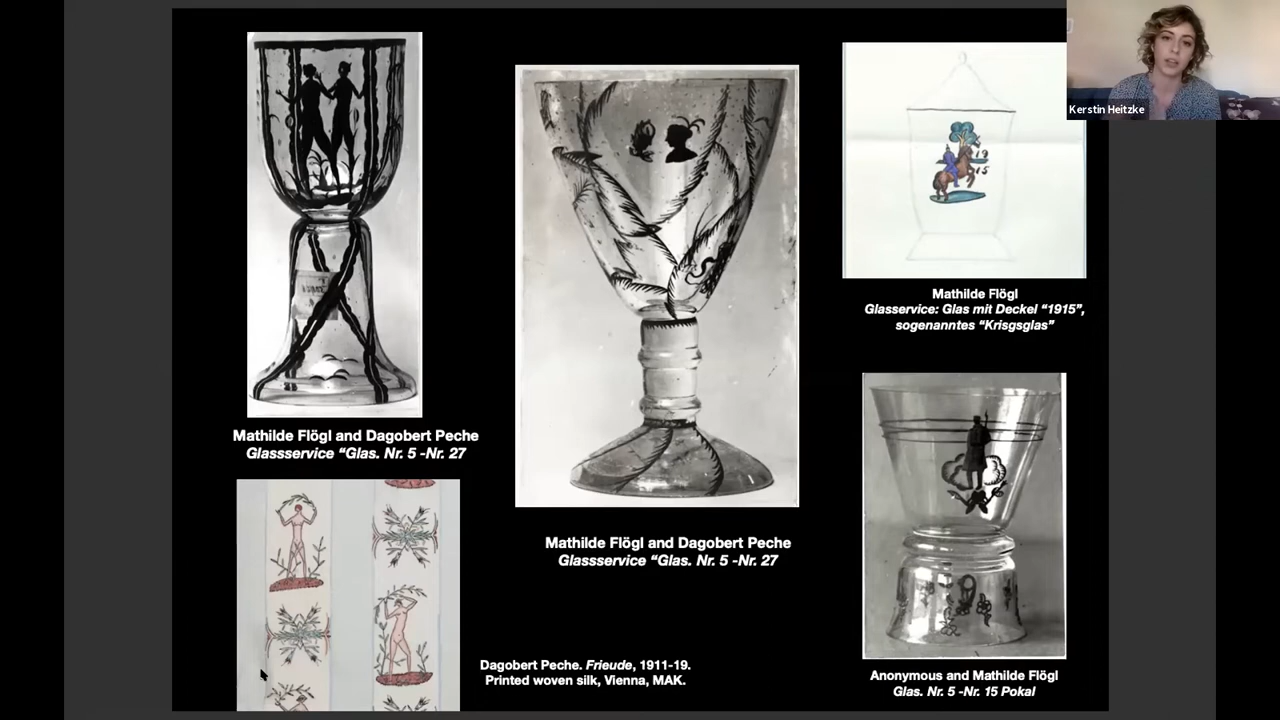 Kerstin Heitzke
Mathilde Flögl
Glasservice: Glas mit Deckel “1915”,
sogenanntes “Krisgsglas”
Mathilde Flögl and Dagobert Peche
Glassservice “Glas. Nr. 5 -Nr. 27
Mathilde Flögl and Dagobert Peche
Glassservice “Glas. Nr. 5 -Nr. 27
Dagobert Peche. Frieude, 1911-19.
Printed woven silk, Vienna, MAK.
Anonymous and Mathilde Flögl
Glas. Nr. 5 -Nr. 15 Pokal